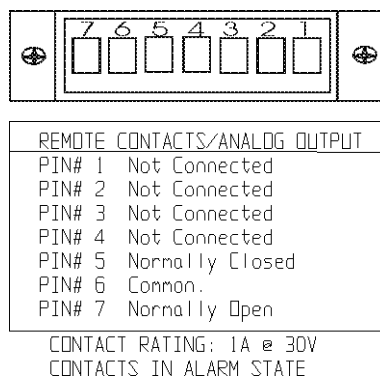 7 6 5 4 3 2 1
REMOTE CONTACTS/ANALOG OUTPUT
PIN# 1 Not Connected
PIN# 2 Not Connected
PIN# 3 Not Connected
PIN# 4 Not Connected
PIN# 5 Normally Closed
PIN# 6 Common.
PIN# 7 Normally Open
CONTACT RATING: 1A @ 30V
CONTACTS IN ALARM STATE